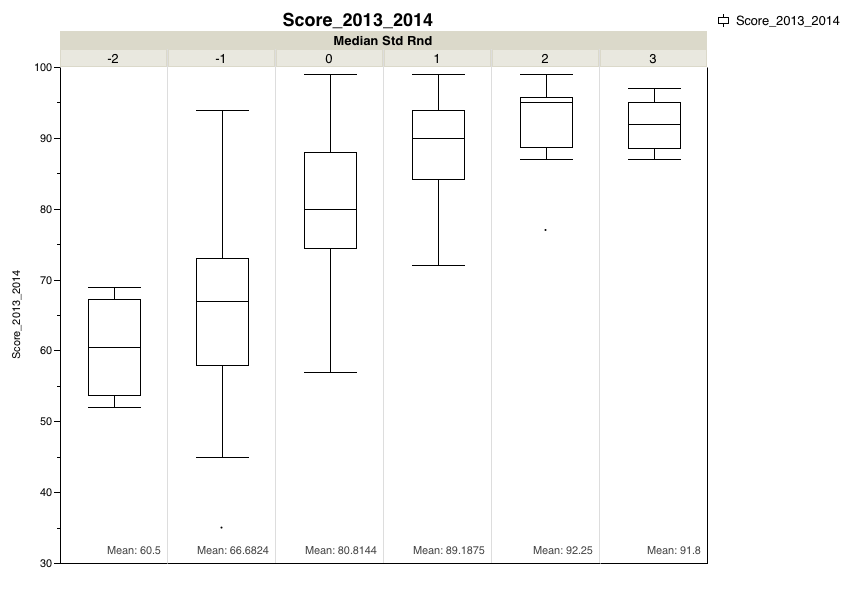 Score_2013_2014
Score_2013_2014
Median Std Rnd
-2 -1 0 1 2 3
100
90
80
70
60
50
40
30
Score_2013_2014
Mean: 60.5 Mean: 66.6824 Mean: 80.8144 Mean: 89.1875 Mean: 92.25 Mean: 91.8